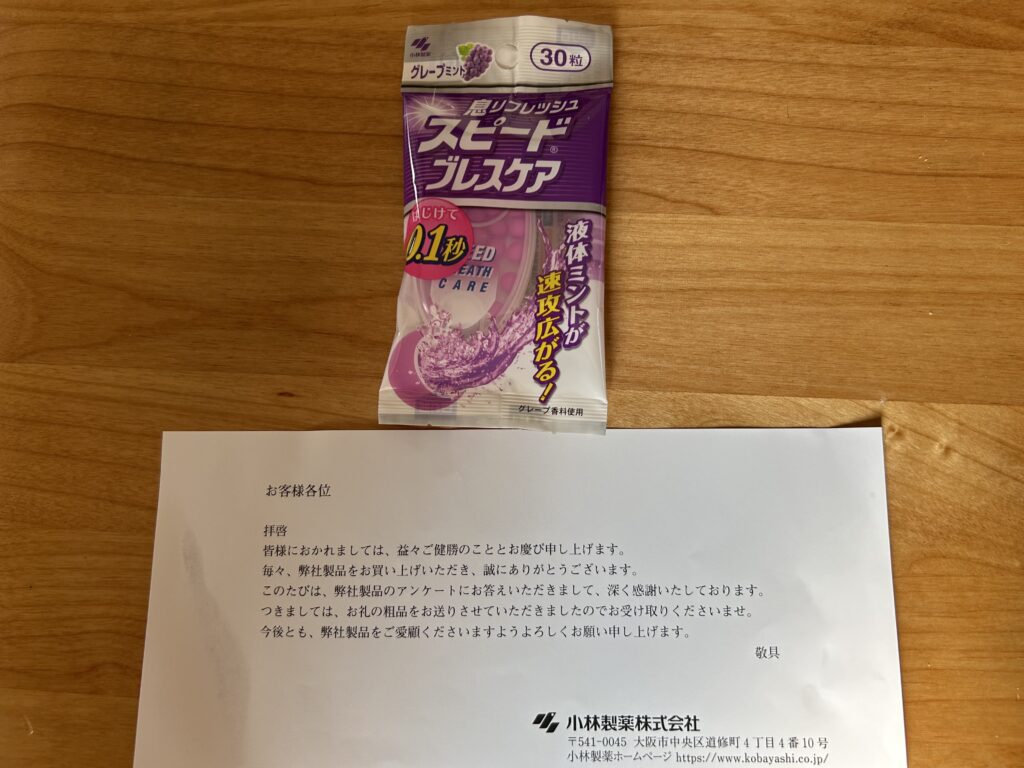 小林製薬
グレープミント
30粒
息リフレッシュ
スピード®
ブレスケア
はじけて
0.1秒
EATH
CARE
液体ミントが
速攻広がる!
グレープ香料使用
お客様各位
拝啓
皆様におかれましては、益々ご健勝のこととお慶び申し上げます。
毎々、弊社製品をお買い上げいただき、誠にありがとうございます。
このたびは、弊社製品のアンケートにお答えいただきまして、深く感謝いたしております。
つきましては、お礼の粗品をお送りさせていただきましたのでお受け取りくださいませ。
今後とも、弊社製品をご愛顧くださいますようよろしくお願い申し上げます。
敬具
小林製薬株式会社
〒541-0045 大阪市中央区道修町4丁目4番10号
小林製薬ホームページ https://www.kobayashi.co.jp/